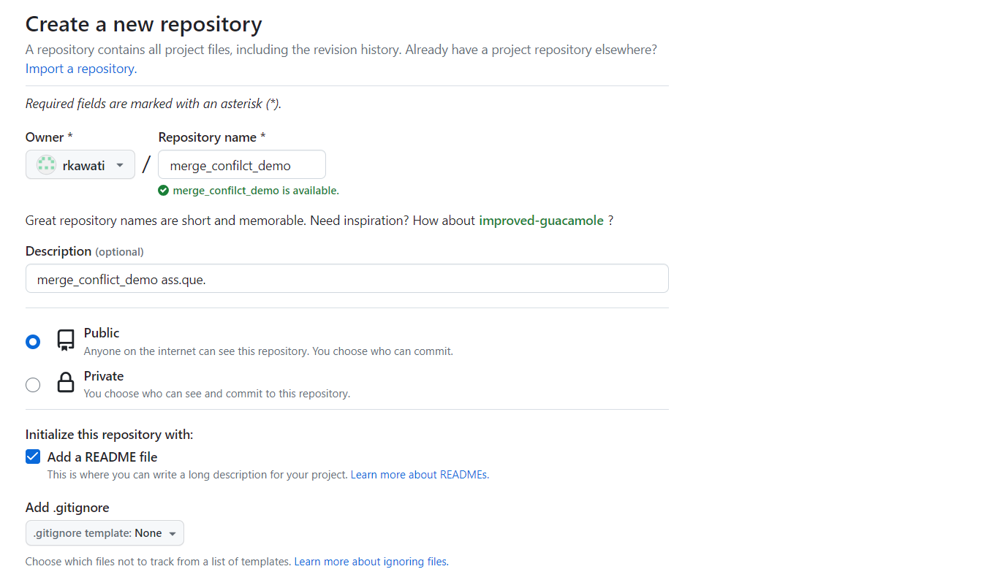 Create a new repository
A repository contains all project files, including the revision history. Already have a project repository elsewhere?
Import a repository.
Required fields are marked with an asterisk (*).
Owner *
Repository name *
rkawati
/
merge_confilct_demo
merge_confilct_demo is available.
Great repository names are short and memorable. Need inspiration? How about improved-guacamole ?
Description (optional)
merge_conflict_demo ass.que.
Public
Anyone on the internet can see this repository. You choose who can commit.
Private
You choose who can see and commit to this repository.
Initialize this repository with:
Add a README file
This is where you can write a long description for your project. Learn more about READMEs.
Add .gitignore
.gitignore template: None
Choose which files not to track from a list of templates. Learn more about ignoring files.